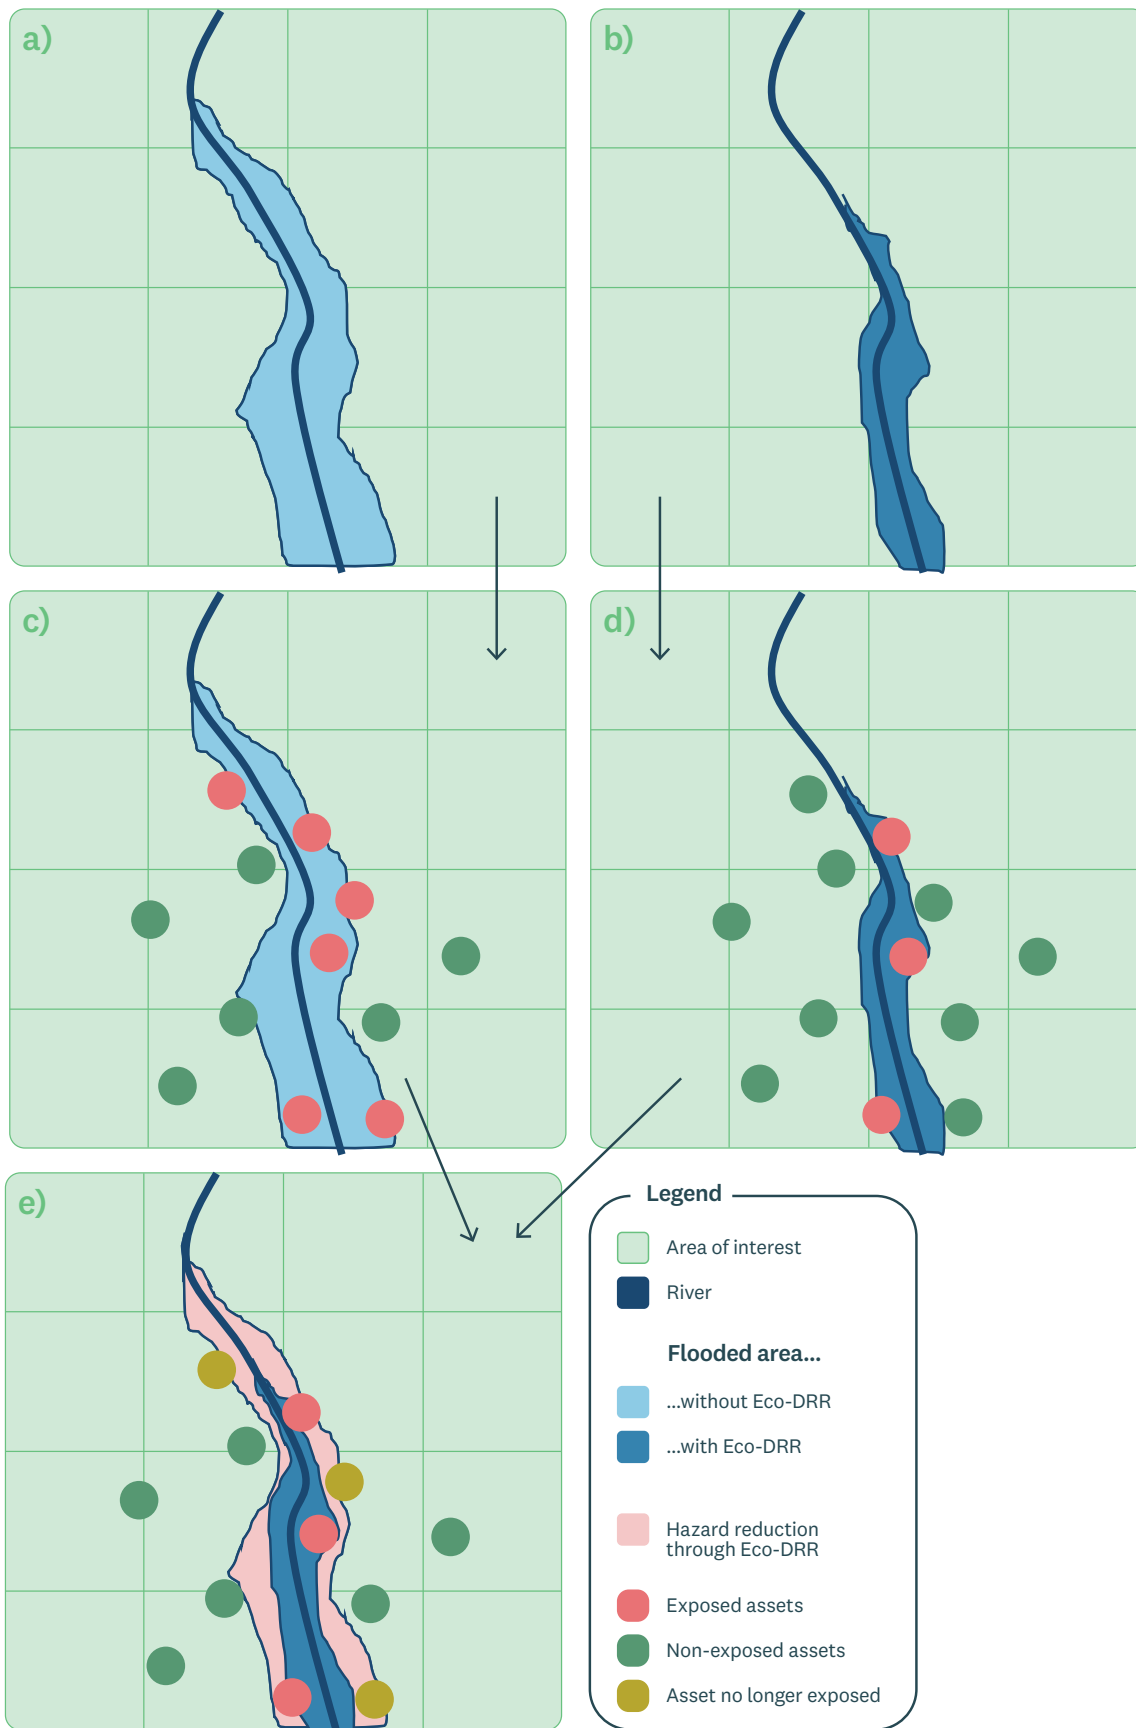 a)
b)
c)
d)
e)
Legend
Area of interest
River
Flooded area...
...without Eco-DRR
...with Eco-DRR
Hazard reduction
through Eco-DRR
Exposed assets
Non-exposed assets
Asset no longer exposed